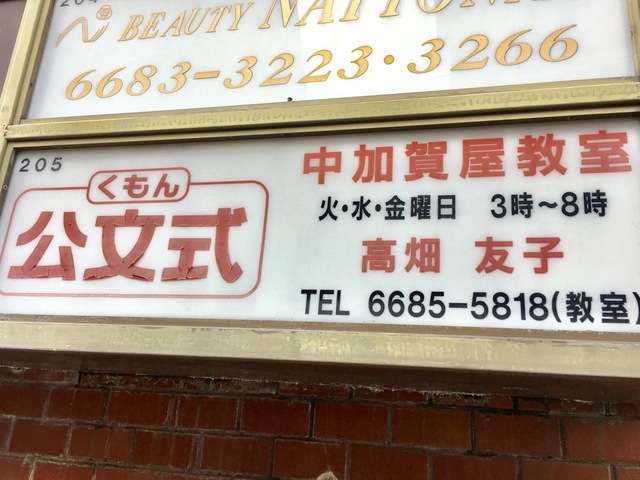 BEAUTY
6683-3223・3266
205
くもん
公文式
中加賀屋教室
火・水・金曜日 3時～8時
高畑 友子
TEL 6685-5818(教室)